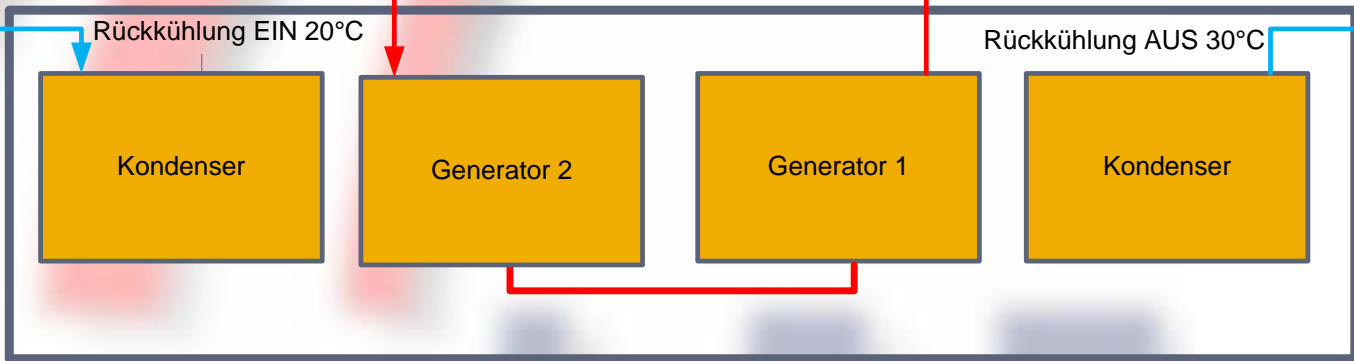 Rückkühlung EIN 20°C
Rückkühlung AUS 30°C
Kondenser
Generator 2
Generator 1
Kondenser